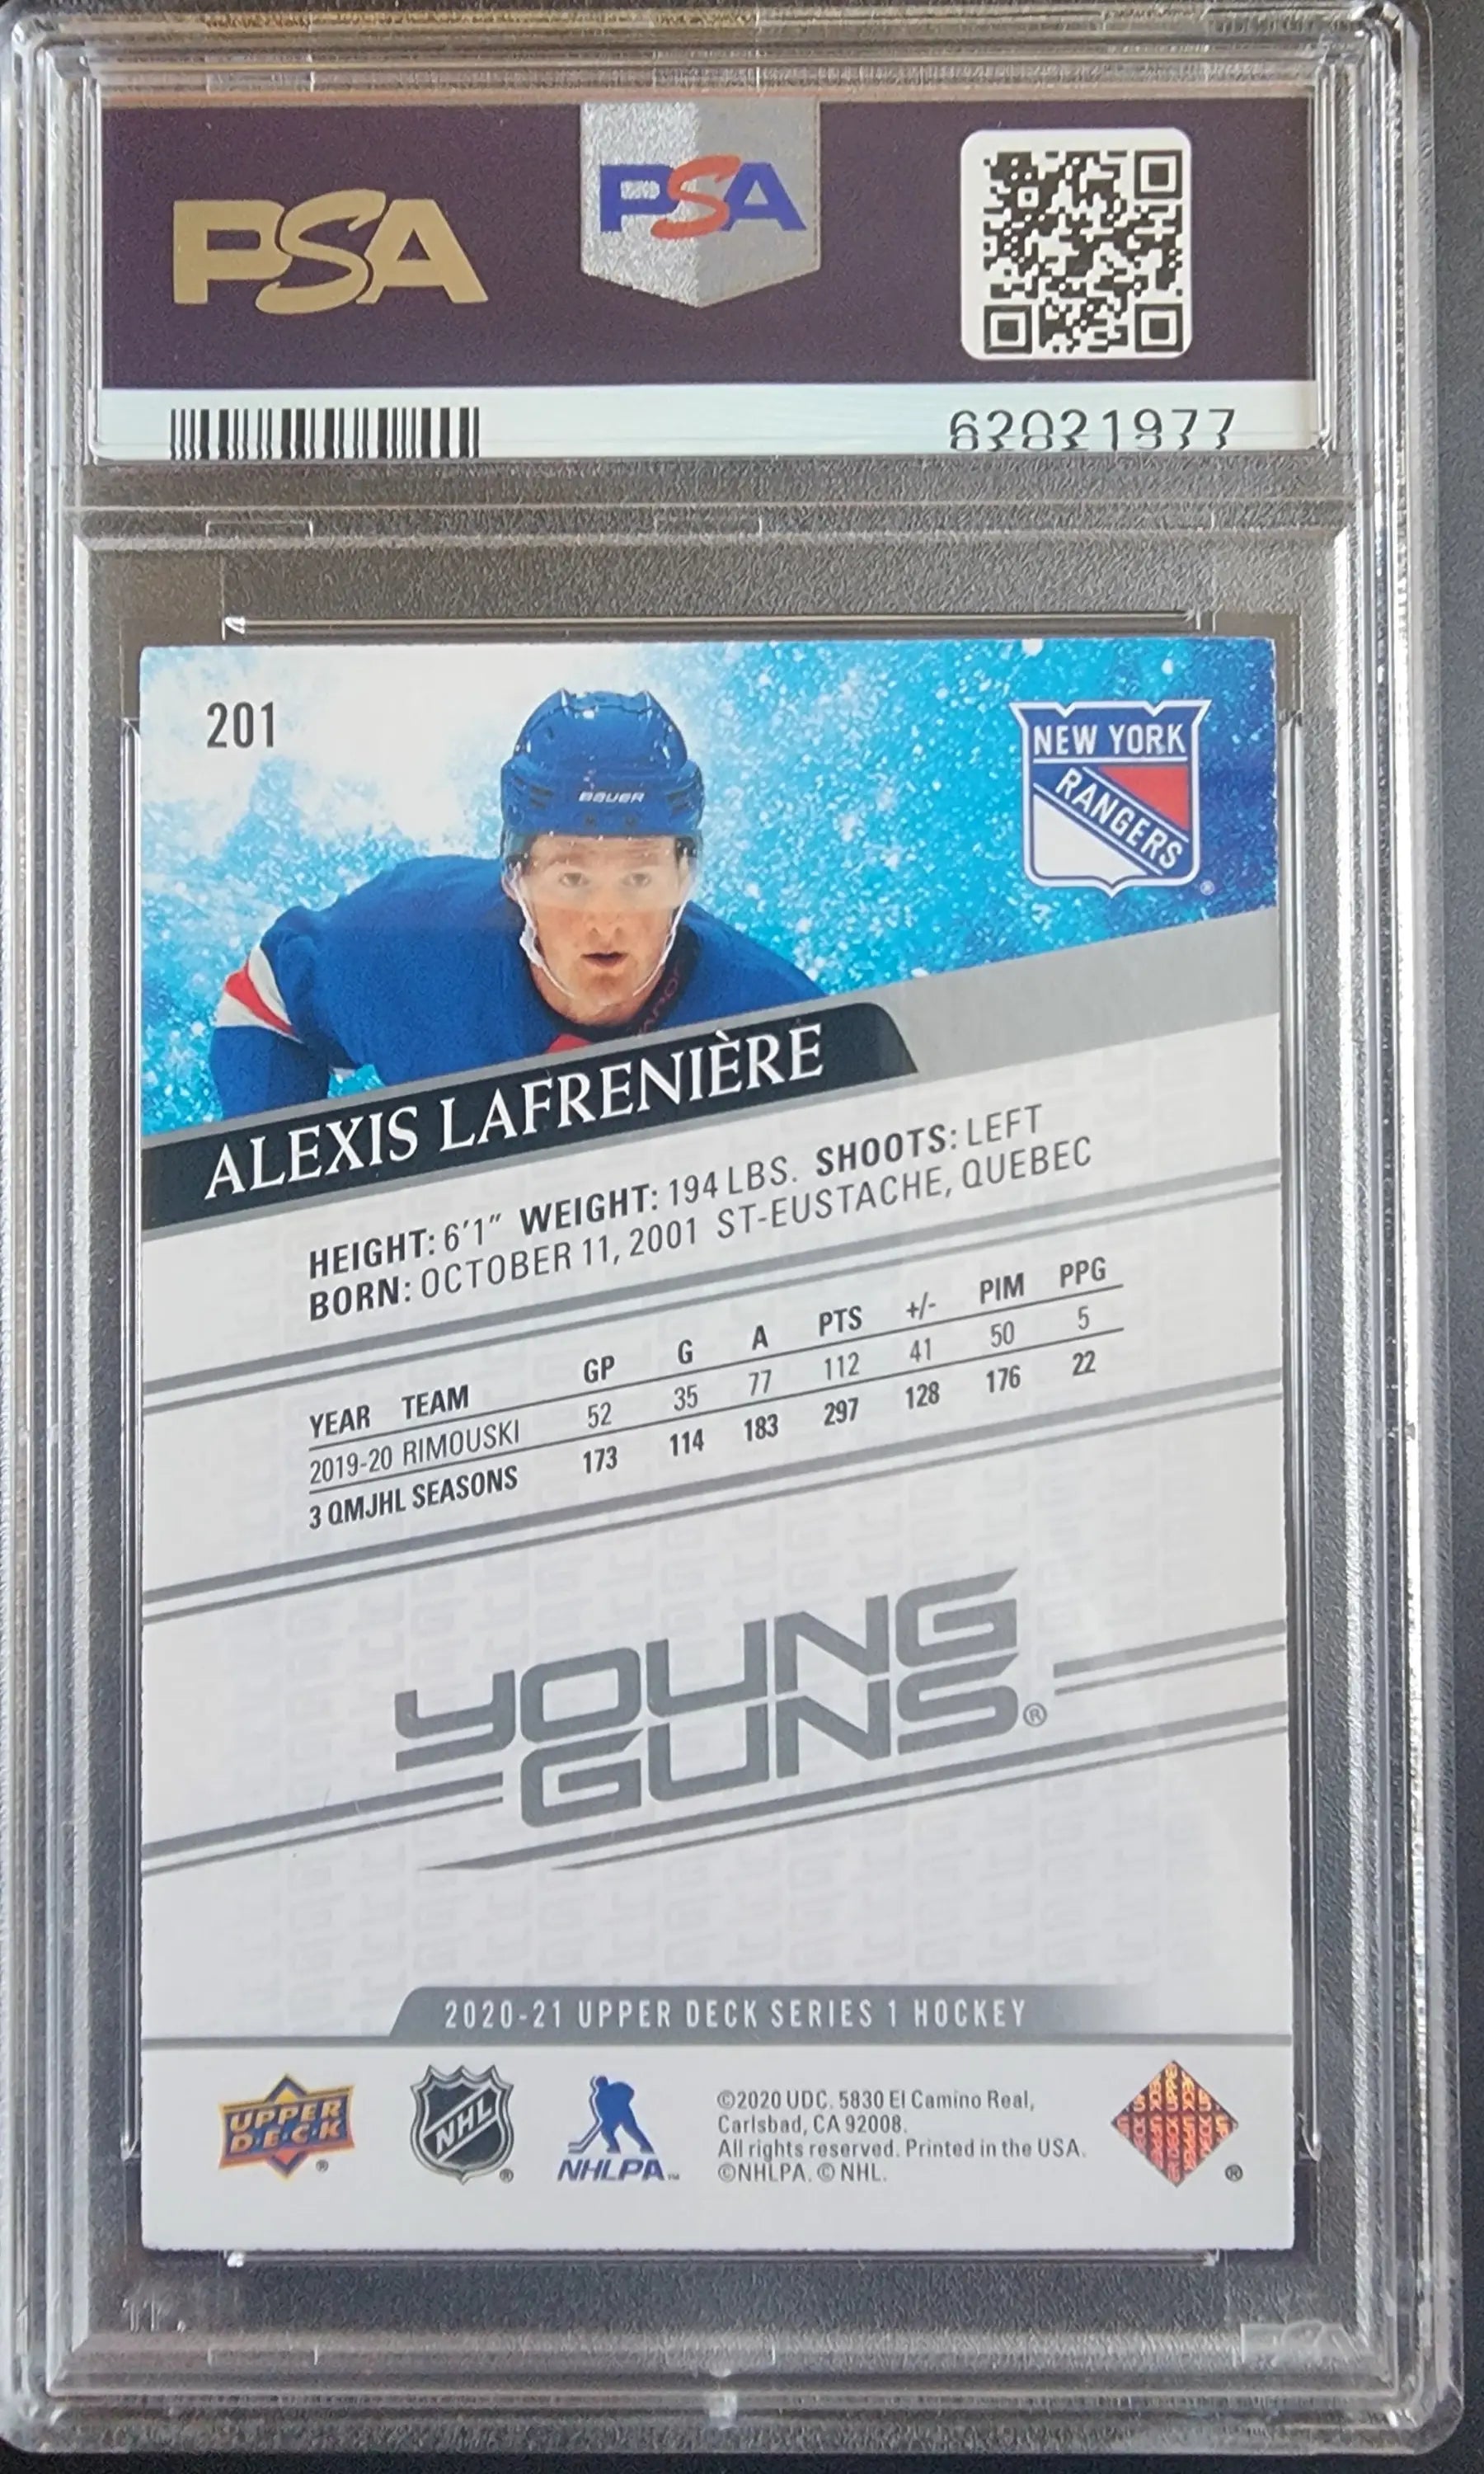 PSA
PSA
62021977
201
BAUER
NEW YORK
RANGERS
®
ALEXIS LAFRENIÈRE
HEIGHT: 6'1" WEIGHT: 194 LBS. SHOOTS: LEFT
BORN: OCTOBER 11, 2001 ST-EUSTACHE, QUEBEC
YEAR TEAM GP G A PTS +/- PIM PPG
2019-20 RIMOUSKI 52 35 77 112 41 50 5
3 QMJHL SEASONS 173 114 183 297 128 176 22
YOUNG
GUNS®
2020-21 UPPER DECK SERIES 1 HOCKEY
UPPER
D·E·C·K ®
NHL ®
NHLPA™
©2020 UDC. 5830 El Camino Real,
Carlsbad, CA 92008.
All rights reserved. Printed in the USA.
©NHLPA. © NHL.
®
PSA